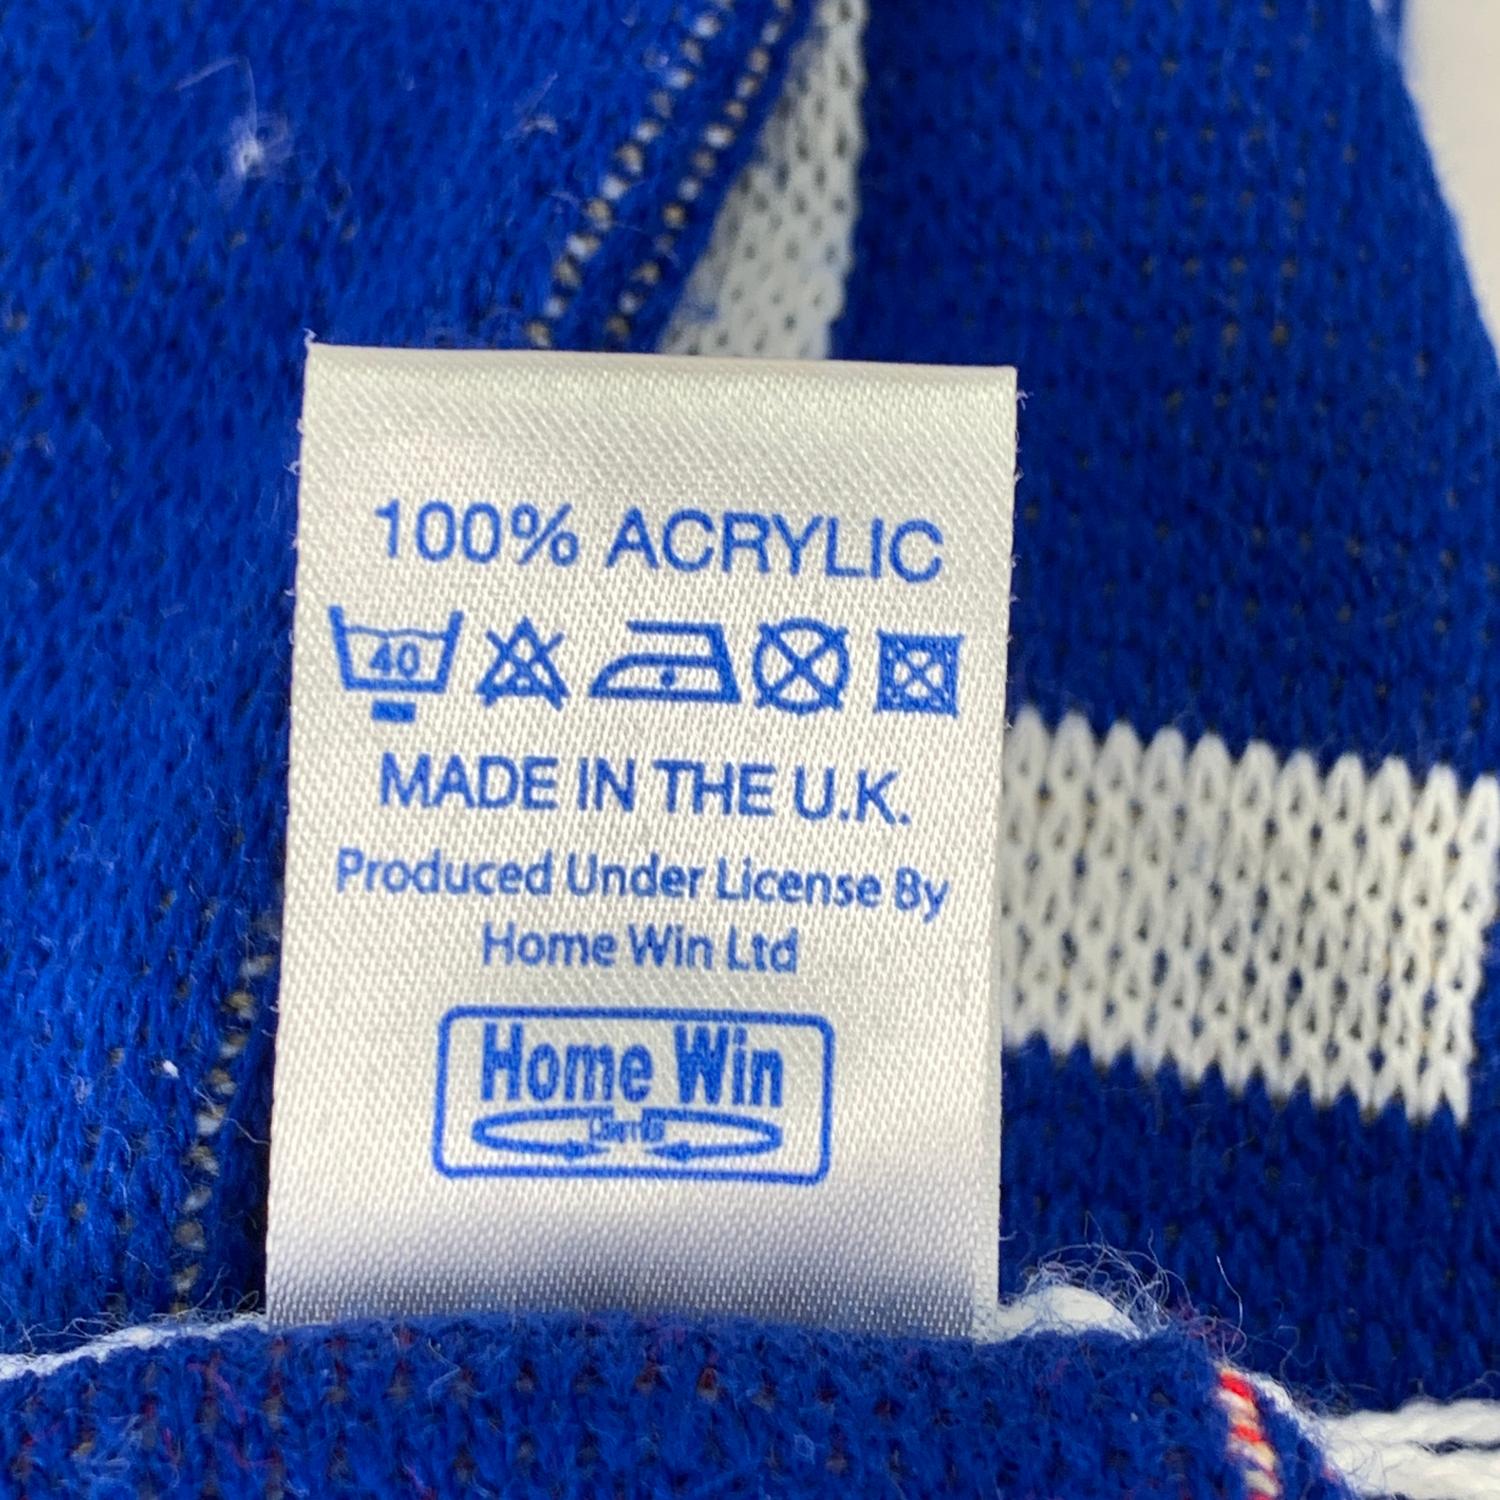 100% ACRYLIC
40
MADE IN THE U.K.
Produced Under License By
Home Win Ltd
Home Win